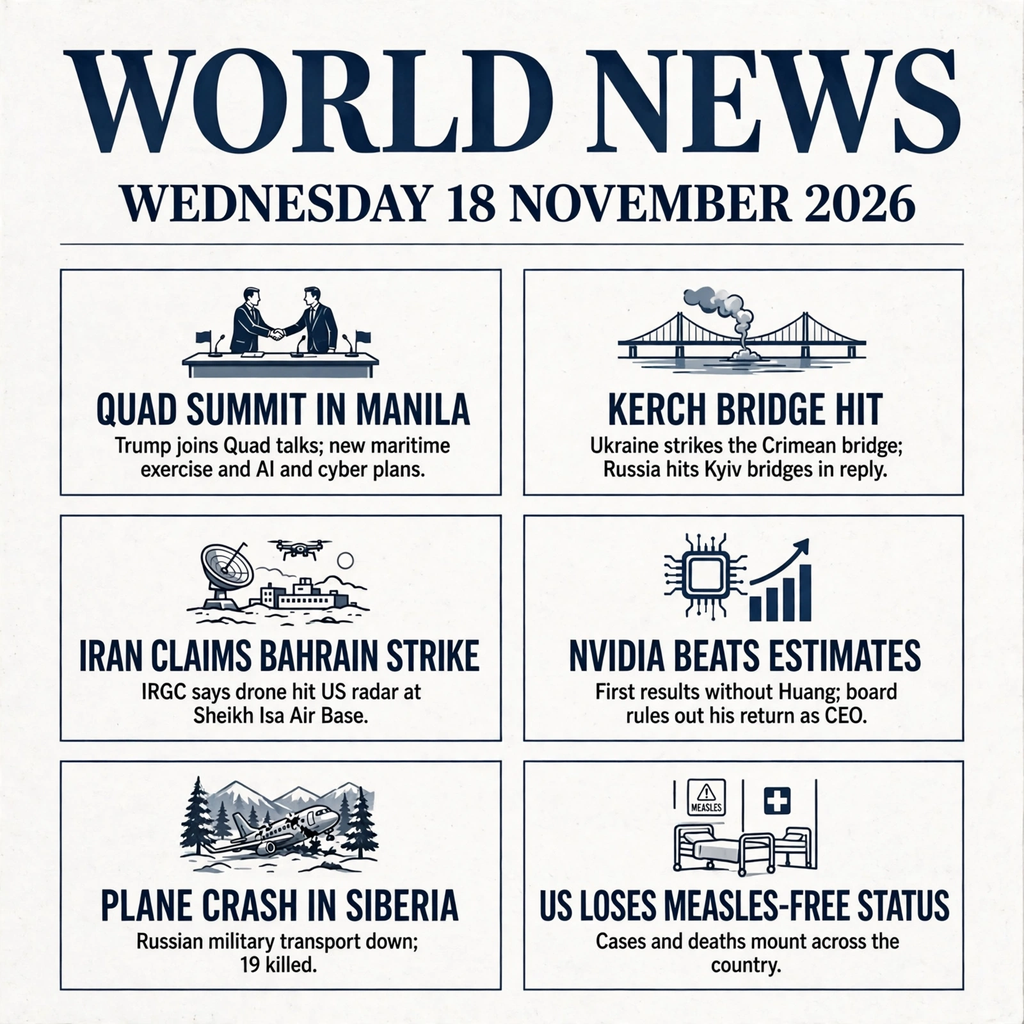 WORLD NEWS
WEDNESDAY 18 NOVEMBER 2026
QUAD SUMMIT IN MANILA
Trump joins Quad talks; new maritime
exercise and AI and cyber plans.
KERCH BRIDGE HIT
Ukraine strikes the Crimean bridge;
Russia hits Kyiv bridges in reply.
IRAN CLAIMS BAHRAIN STRIKE
IRGC says drone hit US radar at
Sheikh Isa Air Base.
NVIDIA BEATS ESTIMATES
First results without Huang; board
rules out his return as CEO.
PLANE CRASH IN SIBERIA
Russian military transport down;
19 killed.
MEASLES
US LOSES MEASLES-FREE STATUS
Cases and deaths mount across the
country.